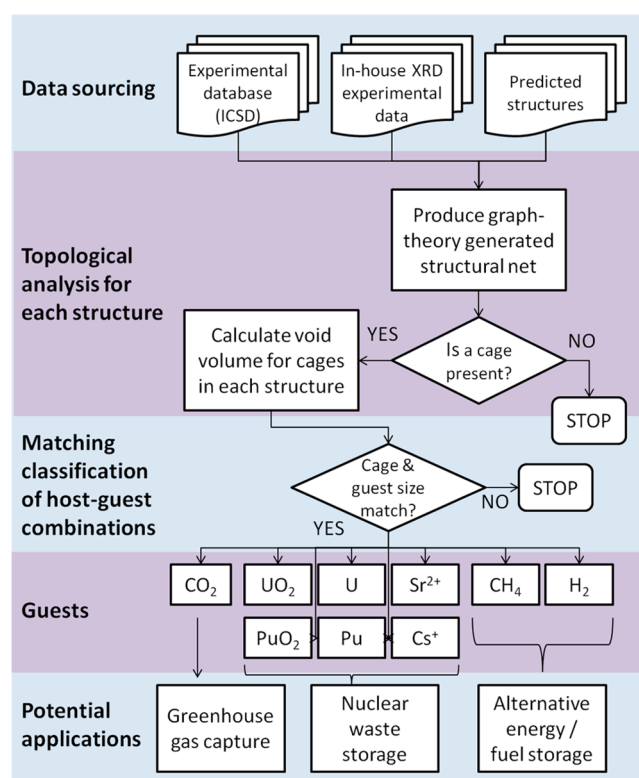 Data sourcing
Experimental
database
(ICSD)
In-house XRD
experimental
data
Predicted
structures
Topological
analysis for
each structure
Produce graph-
theory generated
structural net
Calculate void
volume for cages
in each structure
YES
Is a cage
present?
NO
STOP
Matching
classification
of host-guest
combinations
Cage &
guest size
match?
NO
STOP
YES
Guests
CO₂
UO₂
U
Sr²⁺
CH₄
H₂
PuO₂
Pu
Cs⁺
Potential
applications
Greenhouse
gas capture
Nuclear
waste
storage
Alternative
energy /
fuel storage